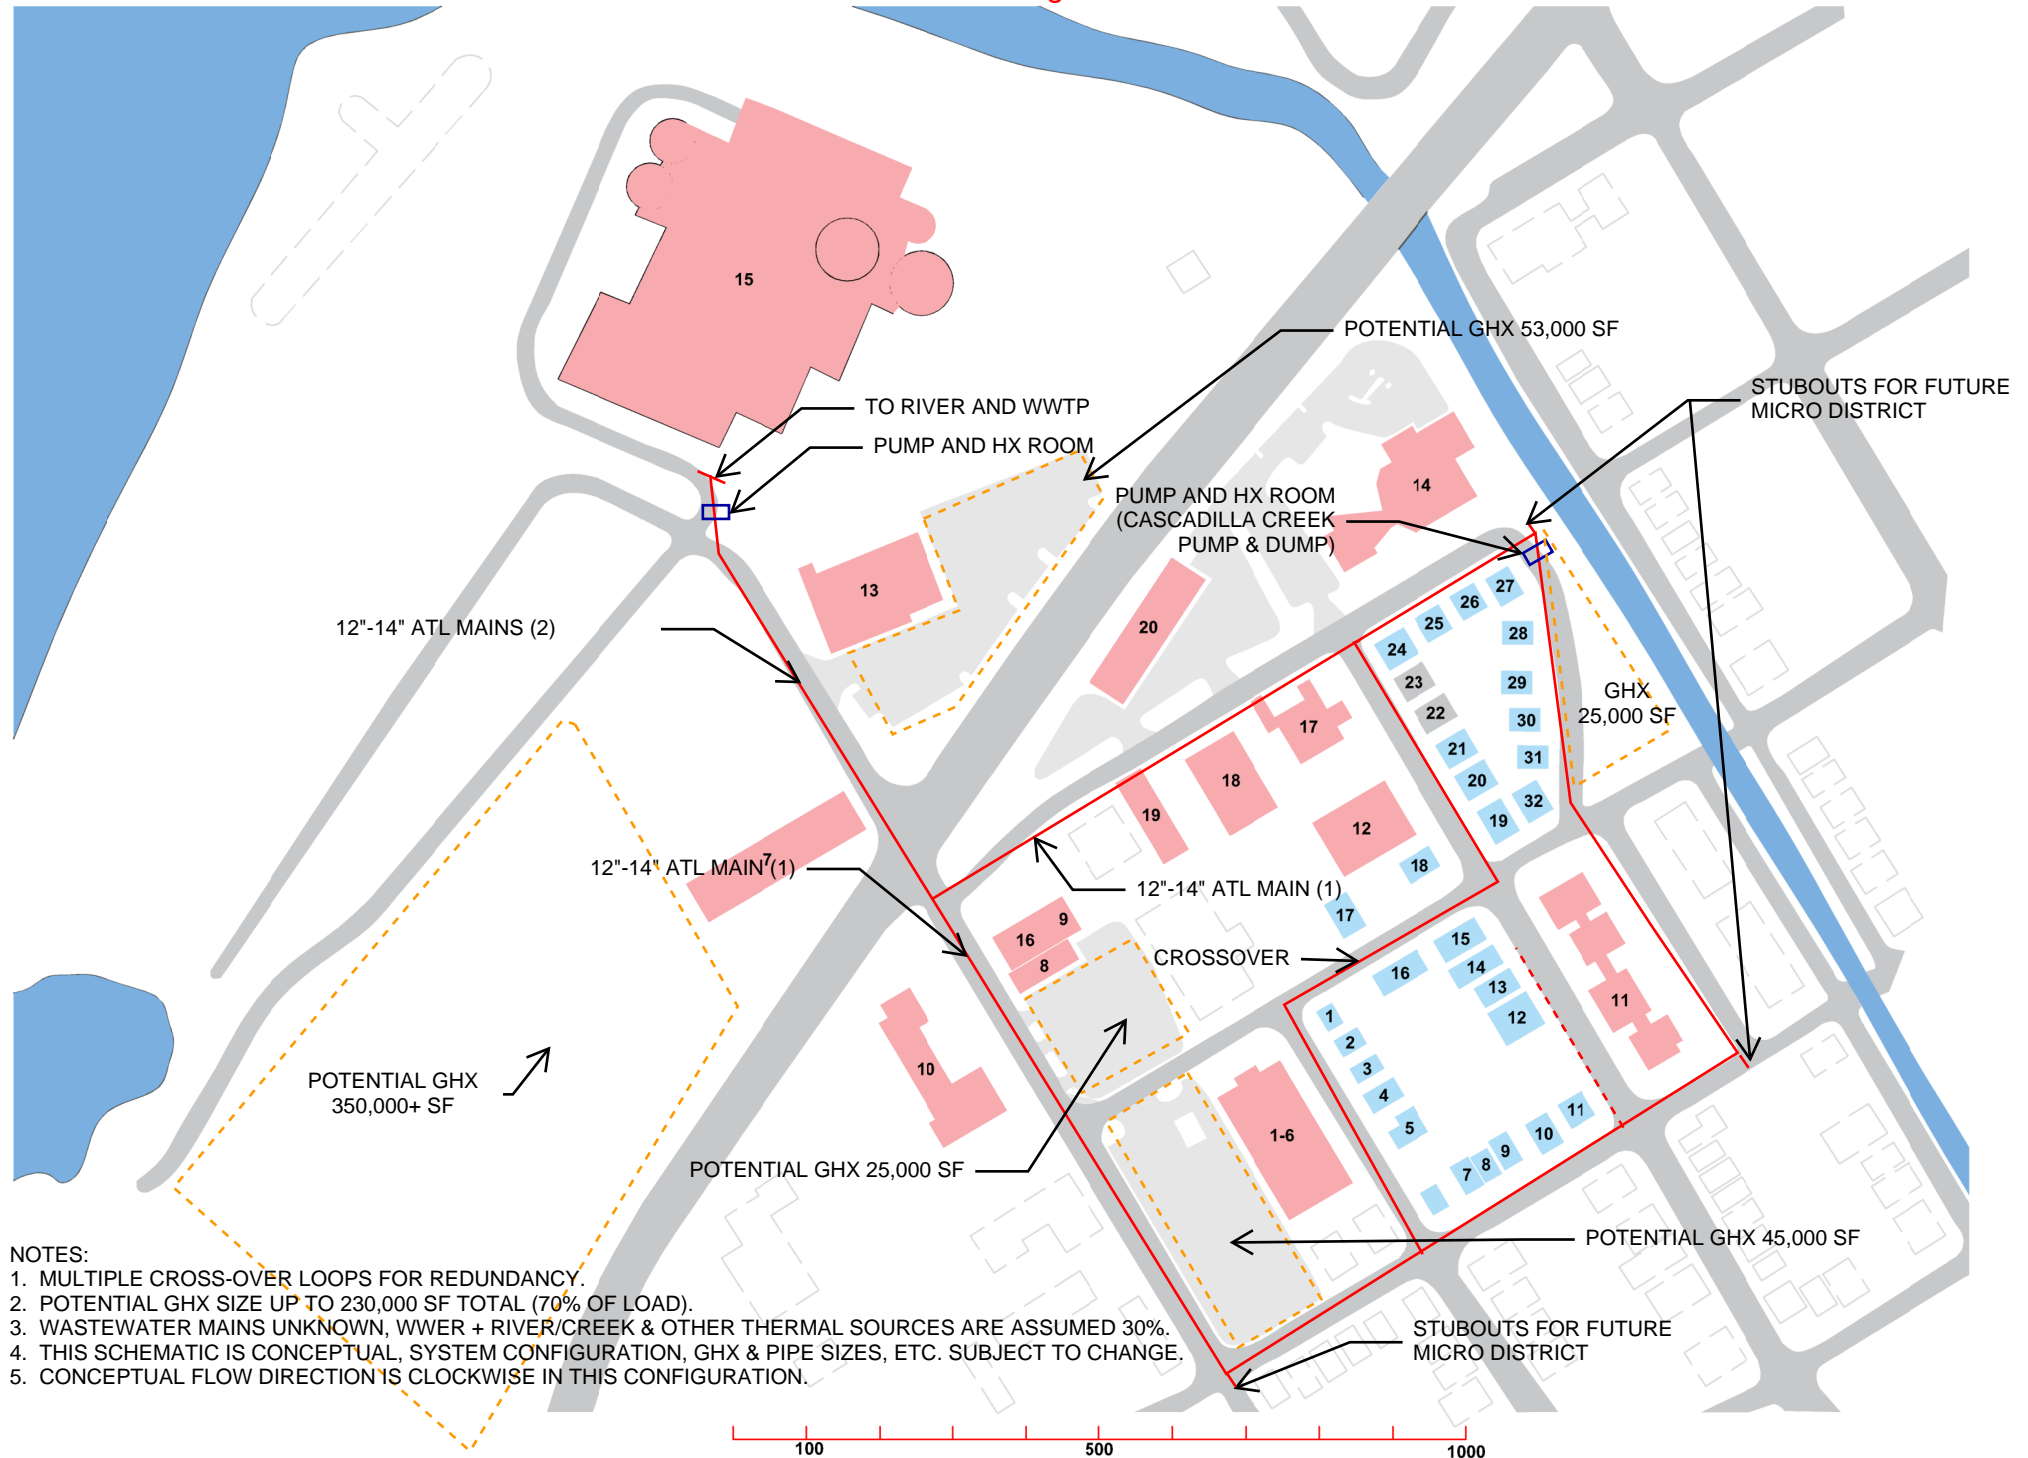 15
POTENTIAL GHX 53,000 SF
TO RIVER AND WWTP
PUMP AND HX ROOM
STUBOUTS FOR FUTURE
MICRO DISTRICT
14
PUMP AND HX ROOM
(CASCADILLA CREEK
PUMP & DUMP)
13
20
12"-14" ATL MAINS (2)
27
26
25
24
28
23
22
29
30
21
31
20
32
19
GHX
25,000 SF
17
18
19
12
18
17
7
12"-14" ATL MAIN (1)
12"-14" ATL MAIN (1)
9
16
8
CROSSOVER
15
14
16
13
12
11
1
2
3
4
5
10
POTENTIAL GHX
350,000+ SF
1-6
11
10
9
8
7
POTENTIAL GHX 25,000 SF
POTENTIAL GHX 45,000 SF
NOTES:
1. MULTIPLE CROSS-OVER LOOPS FOR REDUNDANCY.
2. POTENTIAL GHX SIZE UP TO 230,000 SF TOTAL (70% OF LOAD).
3. WASTEWATER MAINS UNKNOWN, WWER + RIVER/CREEK & OTHER THERMAL SOURCES ARE ASSUMED 30%.
4. THIS SCHEMATIC IS CONCEPTUAL, SYSTEM CONFIGURATION, GHX & PIPE SIZES, ETC. SUBJECT TO CHANGE.
5. CONCEPTUAL FLOW DIRECTION IS CLOCKWISE IN THIS CONFIGURATION.
STUBOUTS FOR FUTURE
MICRO DISTRICT
100
500
1000